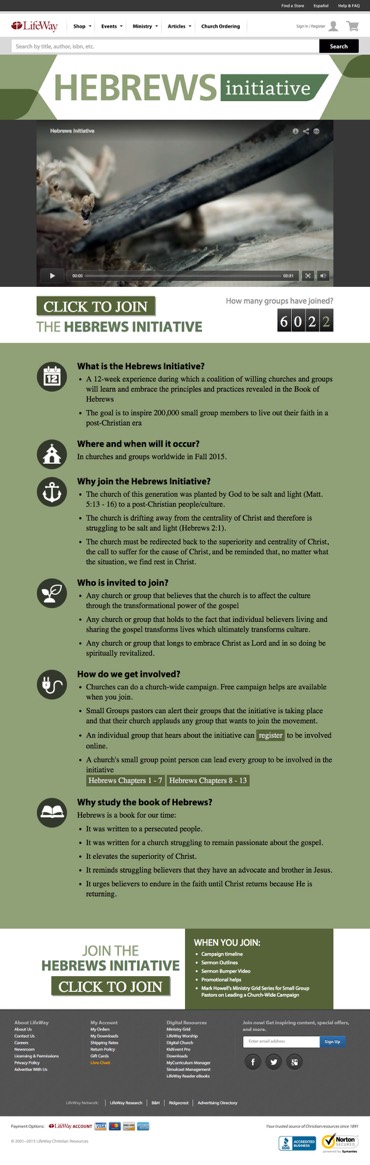 Find a Store Español Help & FAQ
LifeWay Shop Events Ministry Articles Church Ordering Sign In | Register
Search by title, author, isbn, etc. Search
HEBREWS initiative
Hebrews Initiative
00:00 00:31
CLICK TO JOIN
THE HEBREWS INITIATIVE
How many groups have joined?
6022
What is the Hebrews Initiative?
• A 12-week experience during which a coalition of willing churches and groups
will learn and embrace the principles and practices revealed in the Book of
Hebrews
• The goal is to inspire 200,000 small group members to live out their faith in a
post-Christian era
12
Where and when will it occur?
In churches and groups worldwide in Fall 2015.
Why join the Hebrews Initiative?
• The church of this generation was planted by God to be salt and light (Matt.
5:13 - 16) to a post-Christian people/culture.
• The church is drifting away from the centrality of Christ and therefore is
struggling to be salt and light (Hebrews 2:1).
• The church must be redirected back to the superiority and centrality of Christ,
the call to suffer for the cause of Christ, and be reminded that, no matter what
the situation, we find rest in Christ.
Who is invited to join?
• Any church or group that believes that the church is to affect the culture
through the transformational power of the gospel
• Any church or group that holds to the fact that individual believers living and
sharing the gospel transforms lives which ultimately transforms culture.
• Any church or group that longs to embrace Christ as Lord and in so doing be
spiritually revitalized.
How do we get involved?
• Churches can do a church-wide campaign. Free campaign helps are available
when you join.
• Small Groups pastors can alert their groups that the initiative is taking place
and that their church applauds any group that wants to join the movement.
• An individual group that hears about the initiative can register to be involved
online.
• A church's small group point person can lead every group to be involved in the
initiative
Hebrews Chapters 1 - 7 Hebrews Chapters 8 - 13
Why study the book of Hebrews?
Hebrews is a book for our time:
• It was written to a persecuted people.
• It was written for a church struggling to remain passionate about the gospel.
• It elevates the superiority of Christ.
• It reminds struggling believers that they have an advocate and brother in Jesus.
• It urges believers to endure in the faith until Christ returns because He is
returning.
JOIN THE
HEBREWS INITIATIVE
CLICK TO JOIN
WHEN YOU JOIN:
• Campaign timeline
• Sermon Outlines
• Sermon Bumper Video
• Promotional helps
• Mark Howell's Ministry Grid Series for Small Group
Pastors on Leading a Church-Wide Campaign
About LifeWay
About Us
Contact Us
Careers
Newsroom
Licensing & Permissions
Privacy Policy
Advertise With Us
My Account
My Orders
My Downloads
Shipping Rates
Return Policy
Gift Cards
Live Chat
Digital Resources
Ministry Grid
LifeWay Worship
Digital Church
KidEvent Pro
Downloads
MyCurriculum Manager
Simulcast Management
LifeWay Reader eBooks
Join now! Get inspiring content, special offers,
and more.
Enter email address Sign Up
LifeWay Network: LifeWay Research B&H Ridgecrest Advertising Directory
Payment Options: LifeWay ACCOUNT VISA
Your trusted source of Christian resources since 1891
© 2001-2015 LifeWay Christian Resources
BBB ACCREDITED BUSINESS
Norton SECURED
powered by Symantec